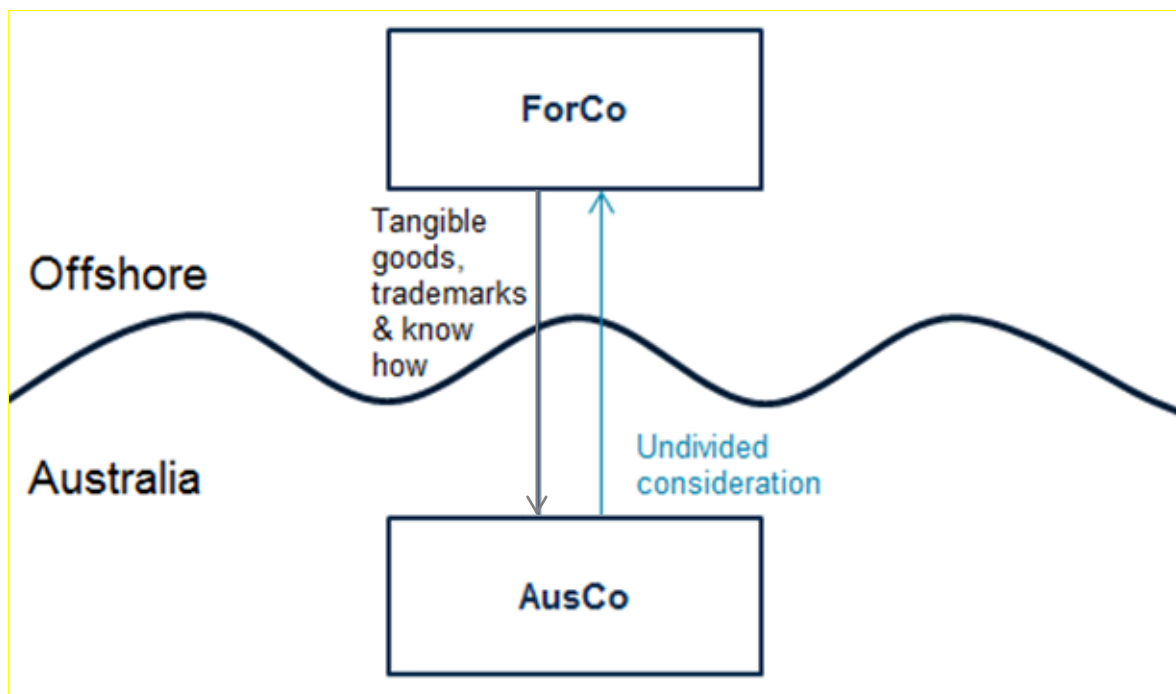 ForCo
Tangible
goods,
trademarks
& know
how
Offshore
Undivided
consideration
Australia
AusCo